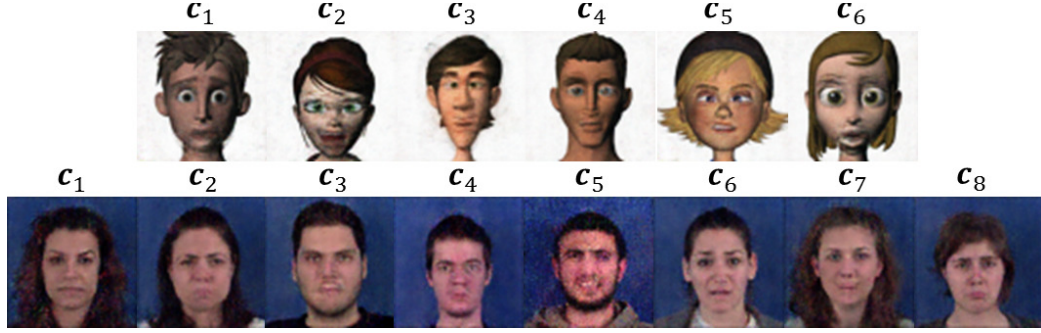 c₁ c₂ c₃ c₄ c₅ c₆
c₁ c₂ c₃ c₄ c₅ c₆ c₇ c₈